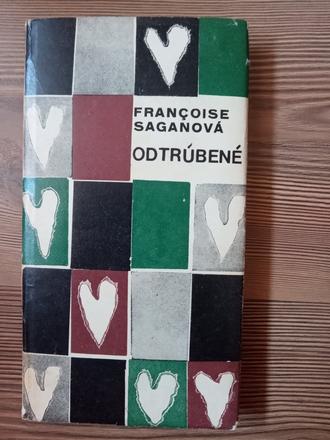 FRANÇOISE
SAGANOVÁ
ODTRÚBENÉ